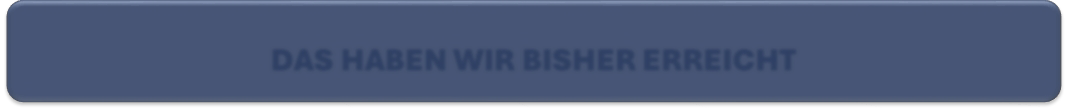 DAS HABEN WIR BISHER ERREICHT